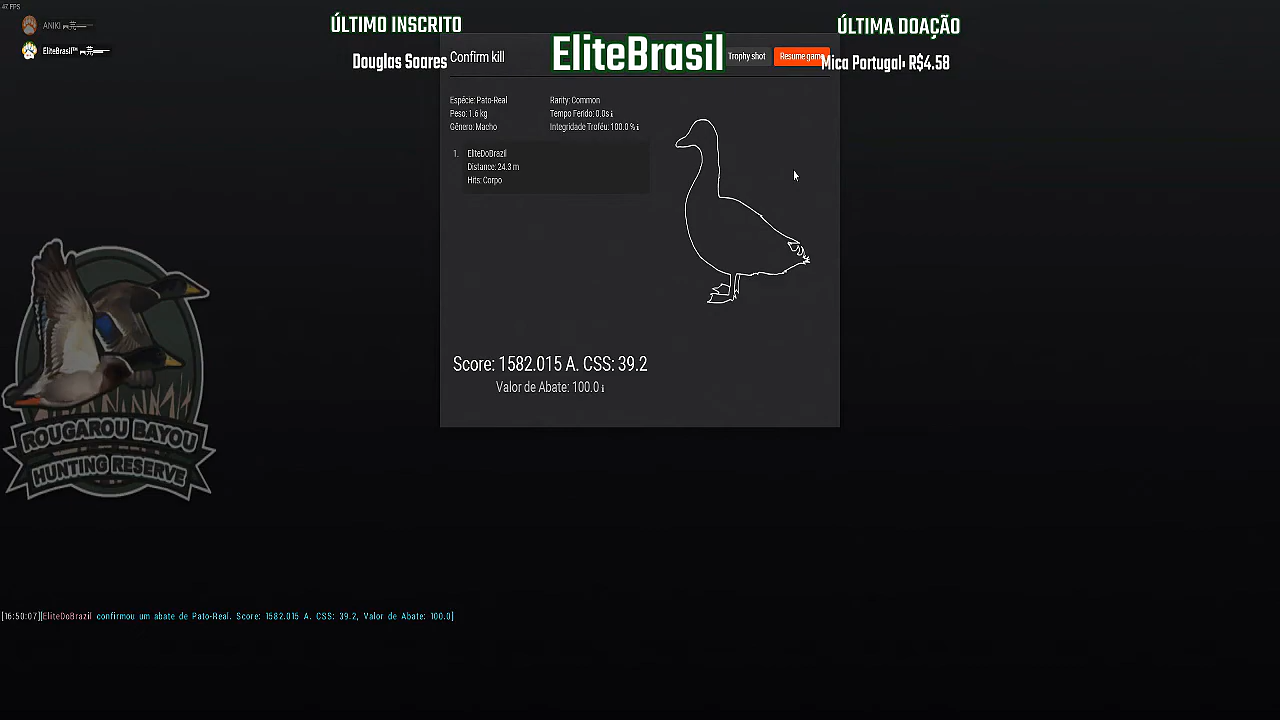 47 FPS
ANIKI
EliteBrasil™
ÚLTIMO INSCRITO
Douglas Soares
EliteBrasil
ÚLTIMA DOAÇÃO
Mica Portugal: R$4.58
Confirm kill
Trophy shot
Resume game
Espécie: Pato-Real
Rarity: Common
Peso: 1.6 kg
Tempo Ferido: 0.0s i
Gênero: Macho
Integridade Troféu: 100.0 % i
1. EliteDoBrazil
Distance: 24.3 m
Hits: Corpo
Score: 1582.015 A. CSS: 39.2
Valor de Abate: 100.0 i
ROUGAROU BAYOU
HUNTING RESERVE
[16:50:07][EliteDoBrazil confirmou um abate de Pato-Real. Score: 1582.015 A. CSS: 39.2, Valor de Abate: 100.0]